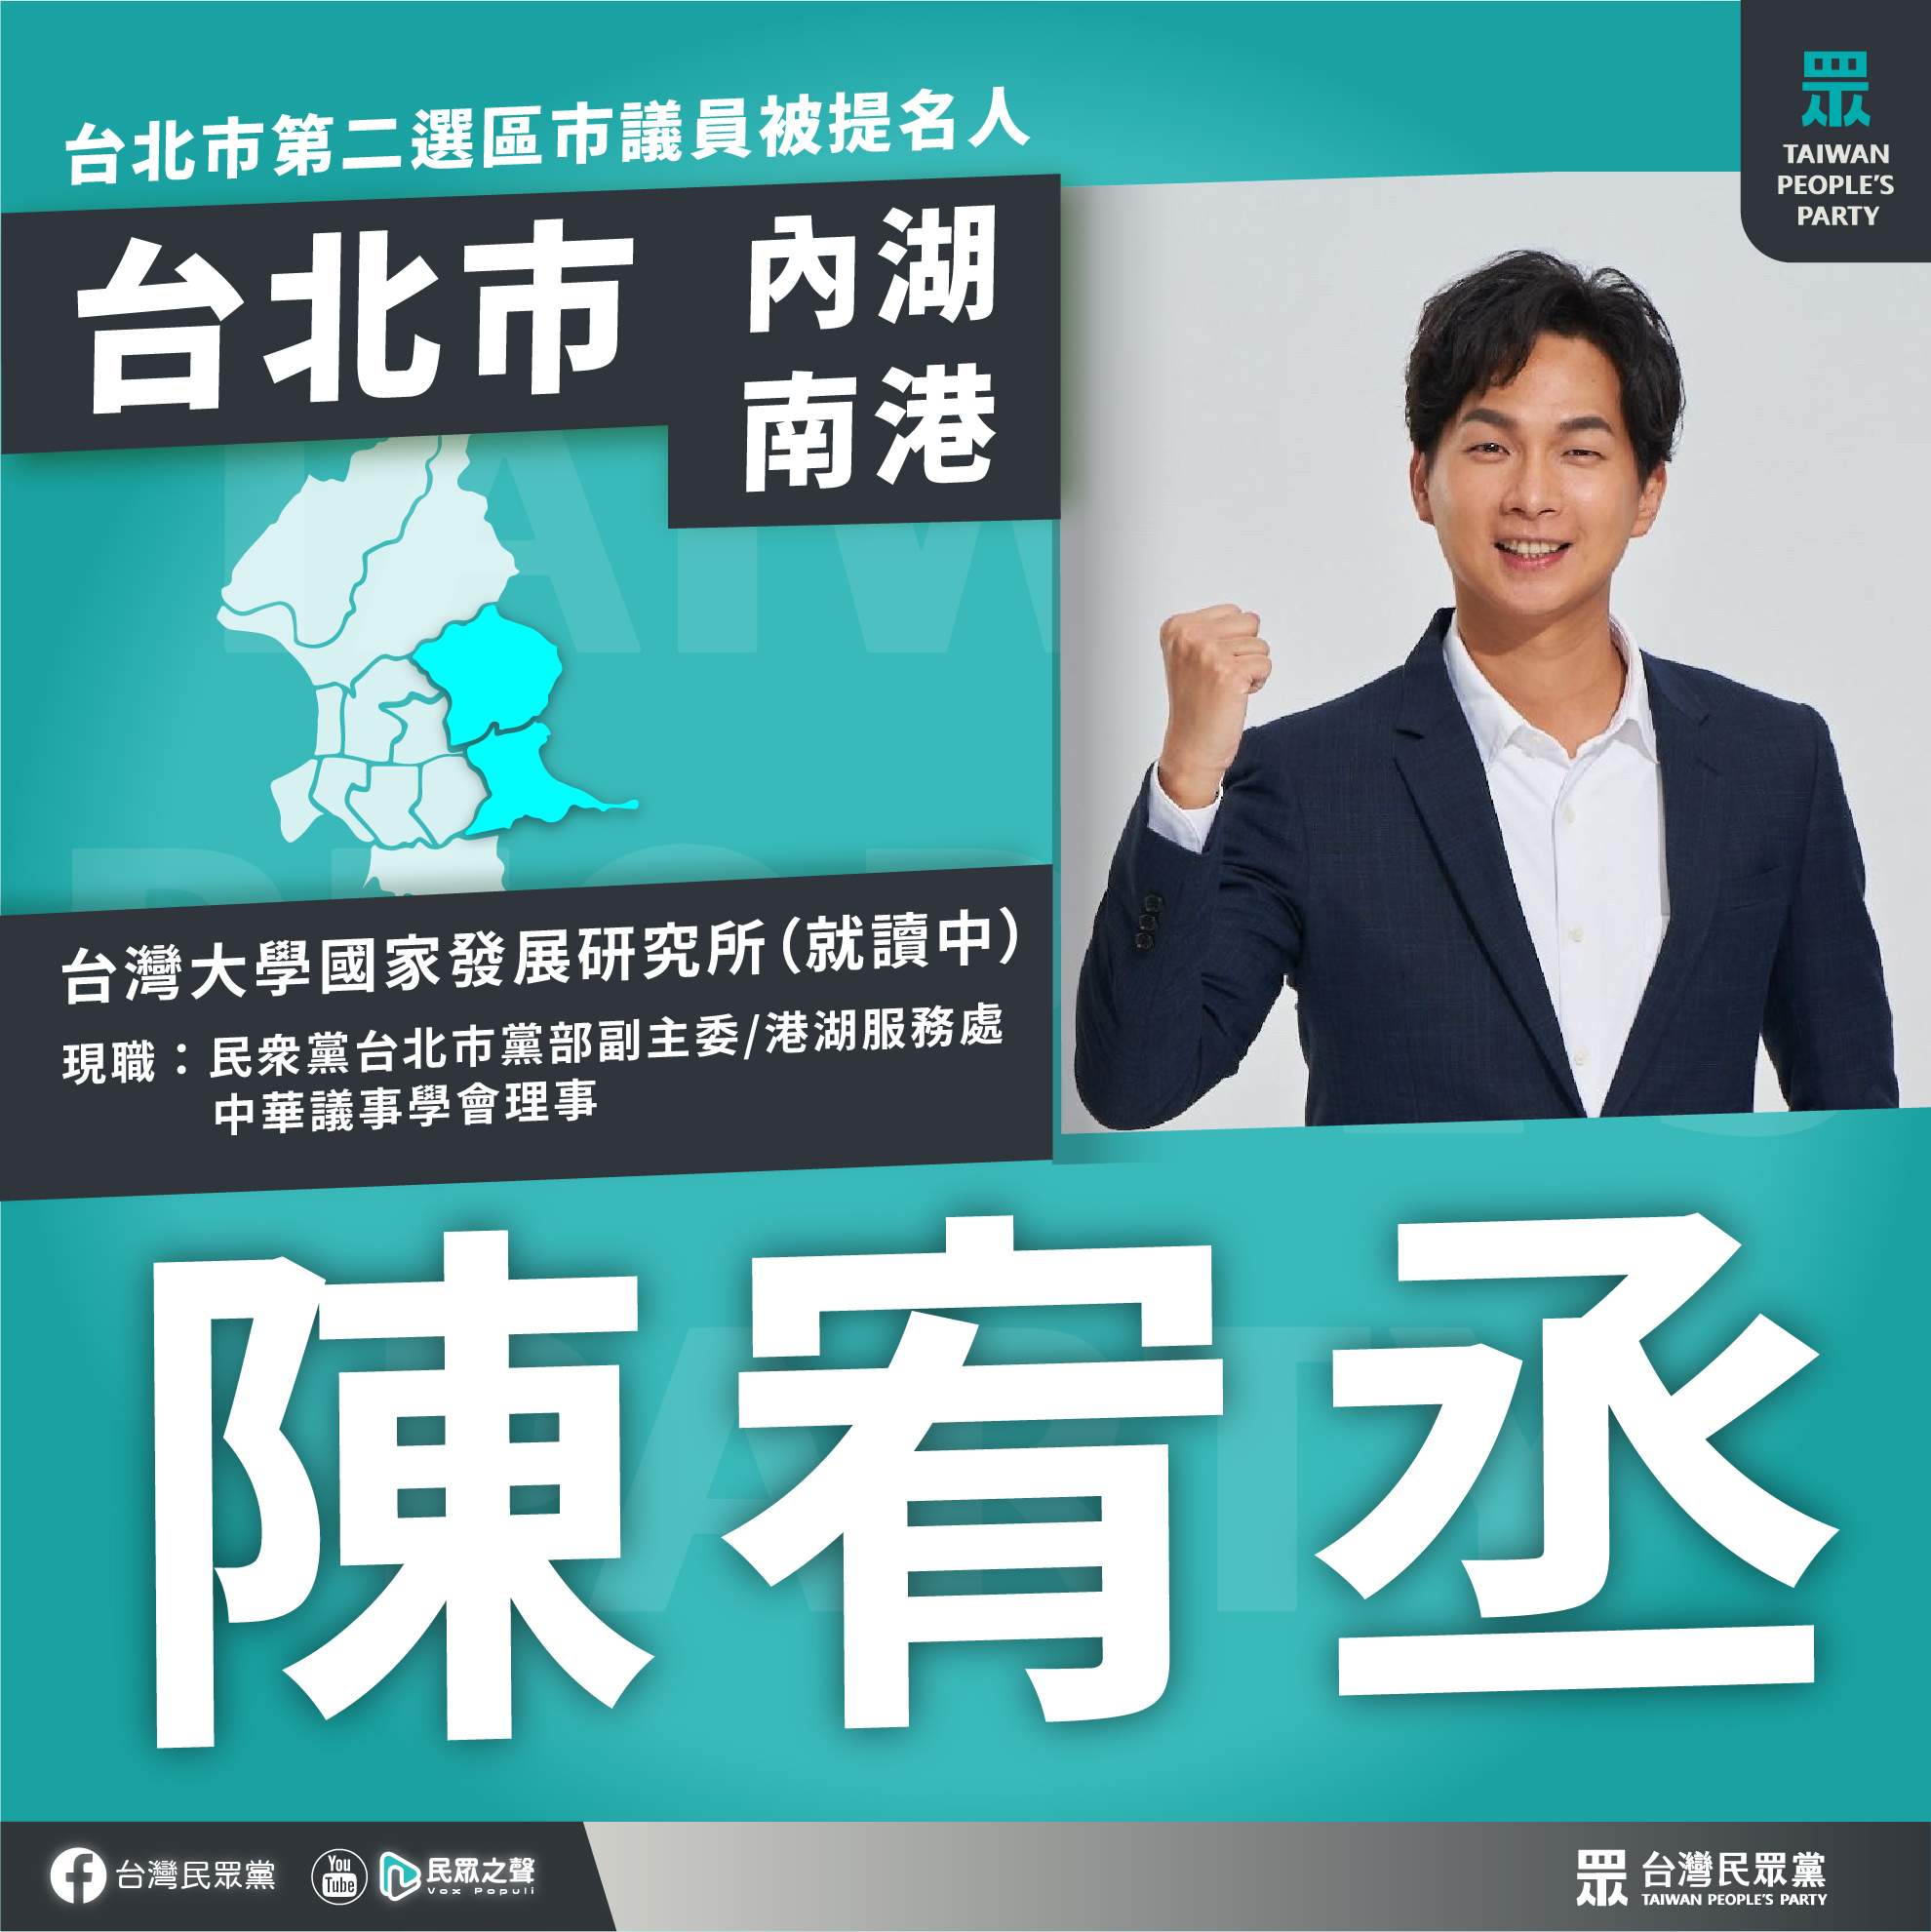 台北市第二選區市議員被提名人
眾
TAIWAN
PEOPLE'S
PARTY
台北市
內湖
南港
TAIWAN
台灣大學國家發展研究所(就讀中)
現職：民眾黨台北市黨部副主委/港湖服務處
中華議事學會理事
陳宥丞
PARTY
台灣民眾黨
You
Tube
民眾之聲
Vox Populi
眾 台灣民眾黨
TAIWAN PEOPLE'S PARTY